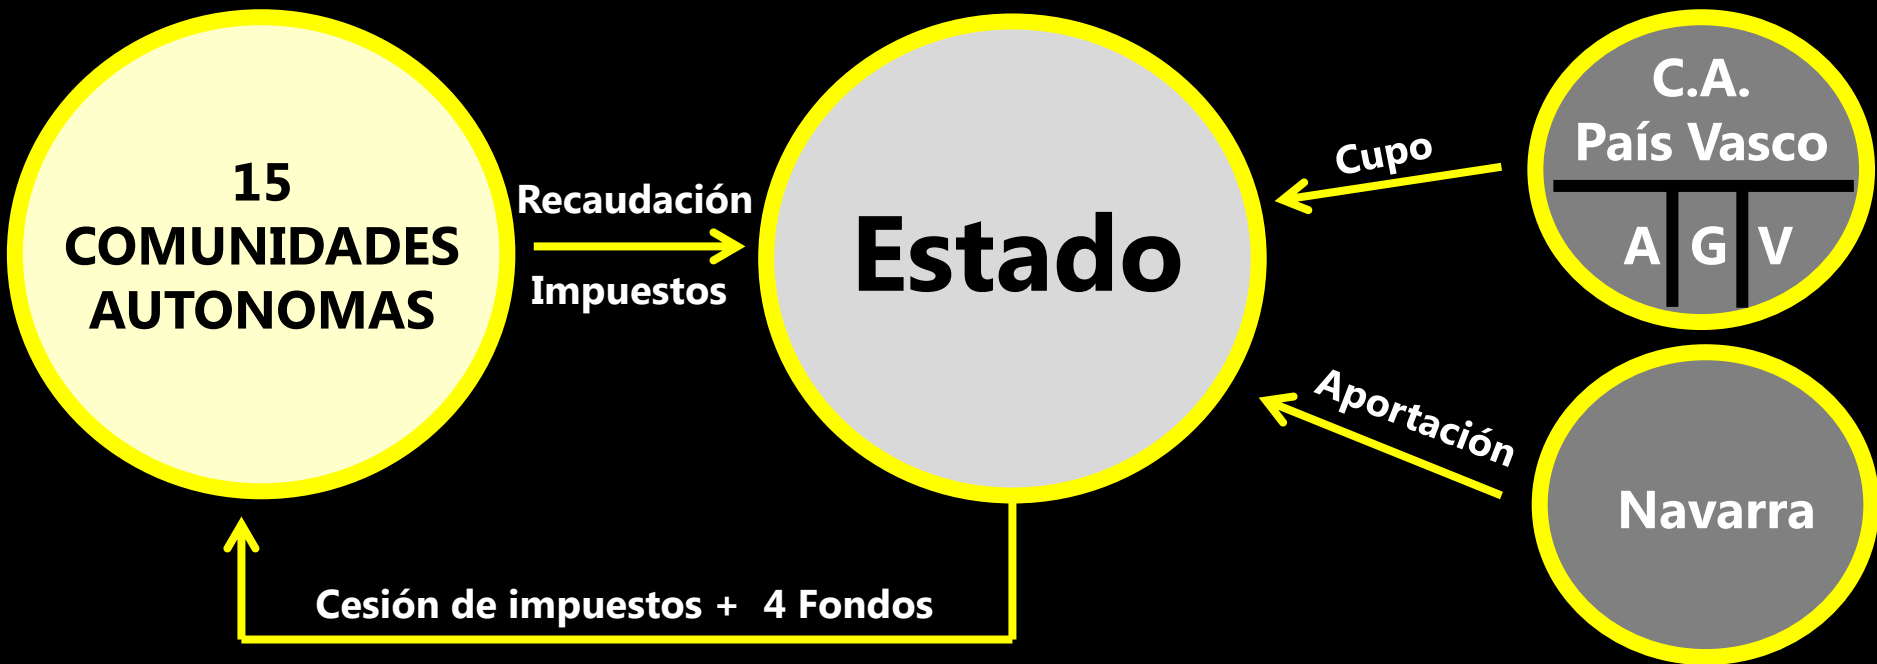 15
COMUNIDADES
AUTONOMAS
Recaudación
Impuestos
Estado
Cupo
Aportación
C.A.
País Vasco
A G V
Navarra
Cesión de impuestos + 4 Fondos